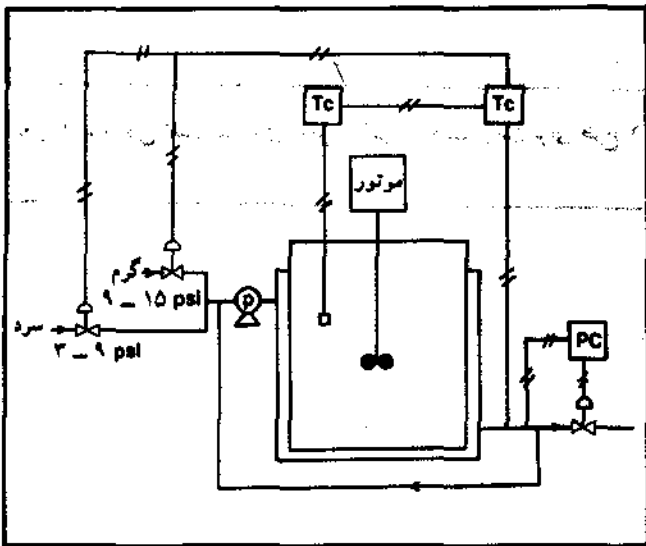 Tc
Tc
موتور
گرم
۹ – ۱۵ psi
سرد
۳ – ۹ psi
p
PC